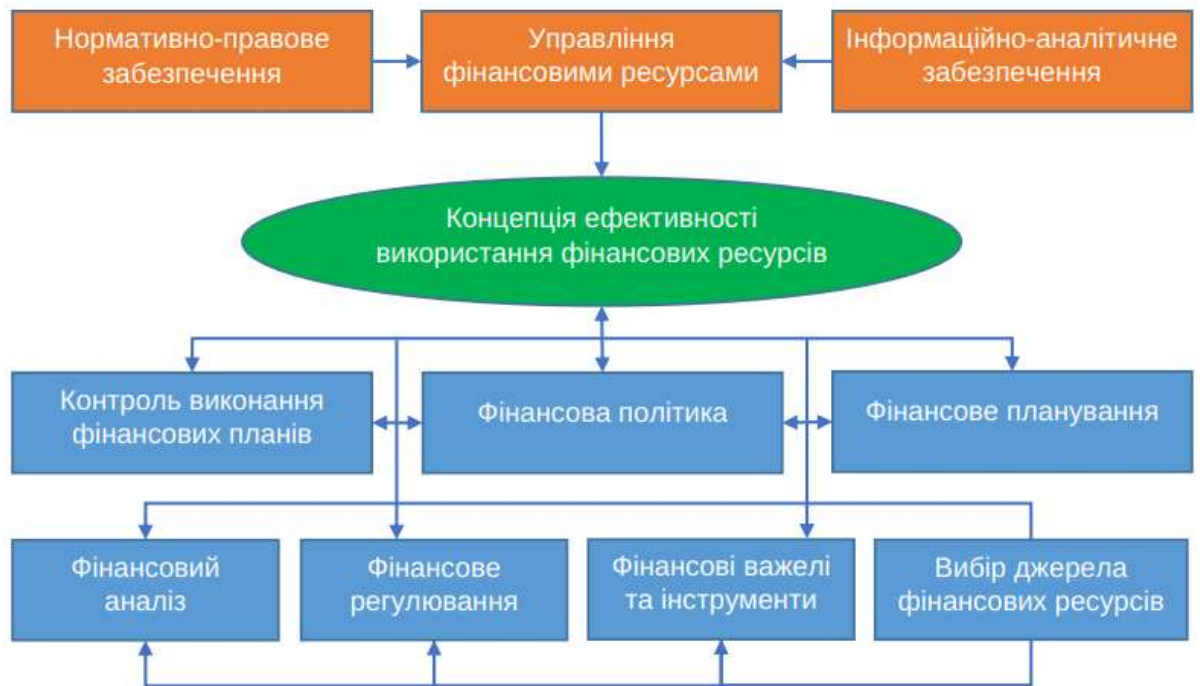 Нормативно-правове
забезпечення
Управління
фінансовими ресурсами
Інформаційно-аналітичне
забезпечення
Концепція ефективності
використання фінансових ресурсів
Контроль виконання
фінансових планів
Фінансова політика
Фінансове планування
Фінансовий
аналіз
Фінансове
регулювання
Фінансові важелі
та інструменти
Вибір джерела
фінансових ресурсів